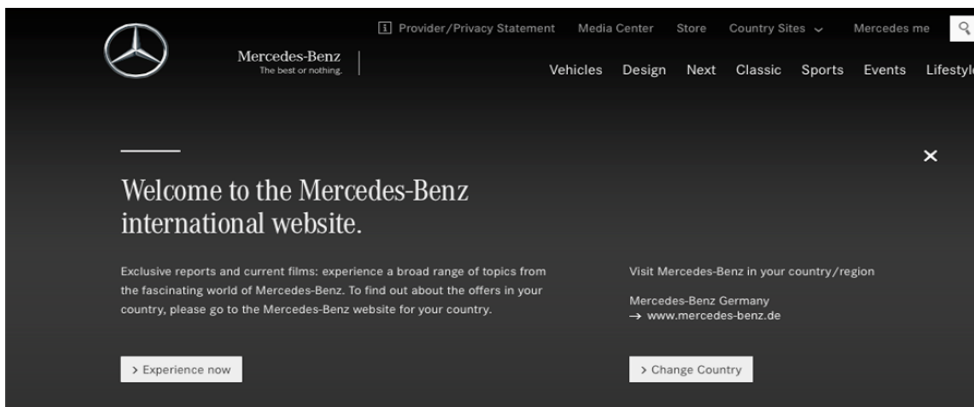 Provider/Privacy Statement Media Center Store Country Sites Mercedes me
Mercedes-Benz
The best or nothing.
Vehicles Design Next Classic Sports Events Lifestyle
Welcome to the Mercedes-Benz
international website.
Exclusive reports and current films: experience a broad range of topics from
the fascinating world of Mercedes-Benz. To find out about the offers in your
country, please go to the Mercedes-Benz website for your country.
> Experience now
Visit Mercedes-Benz in your country/region
Mercedes-Benz Germany
→ www.mercedes-benz.de
> Change Country